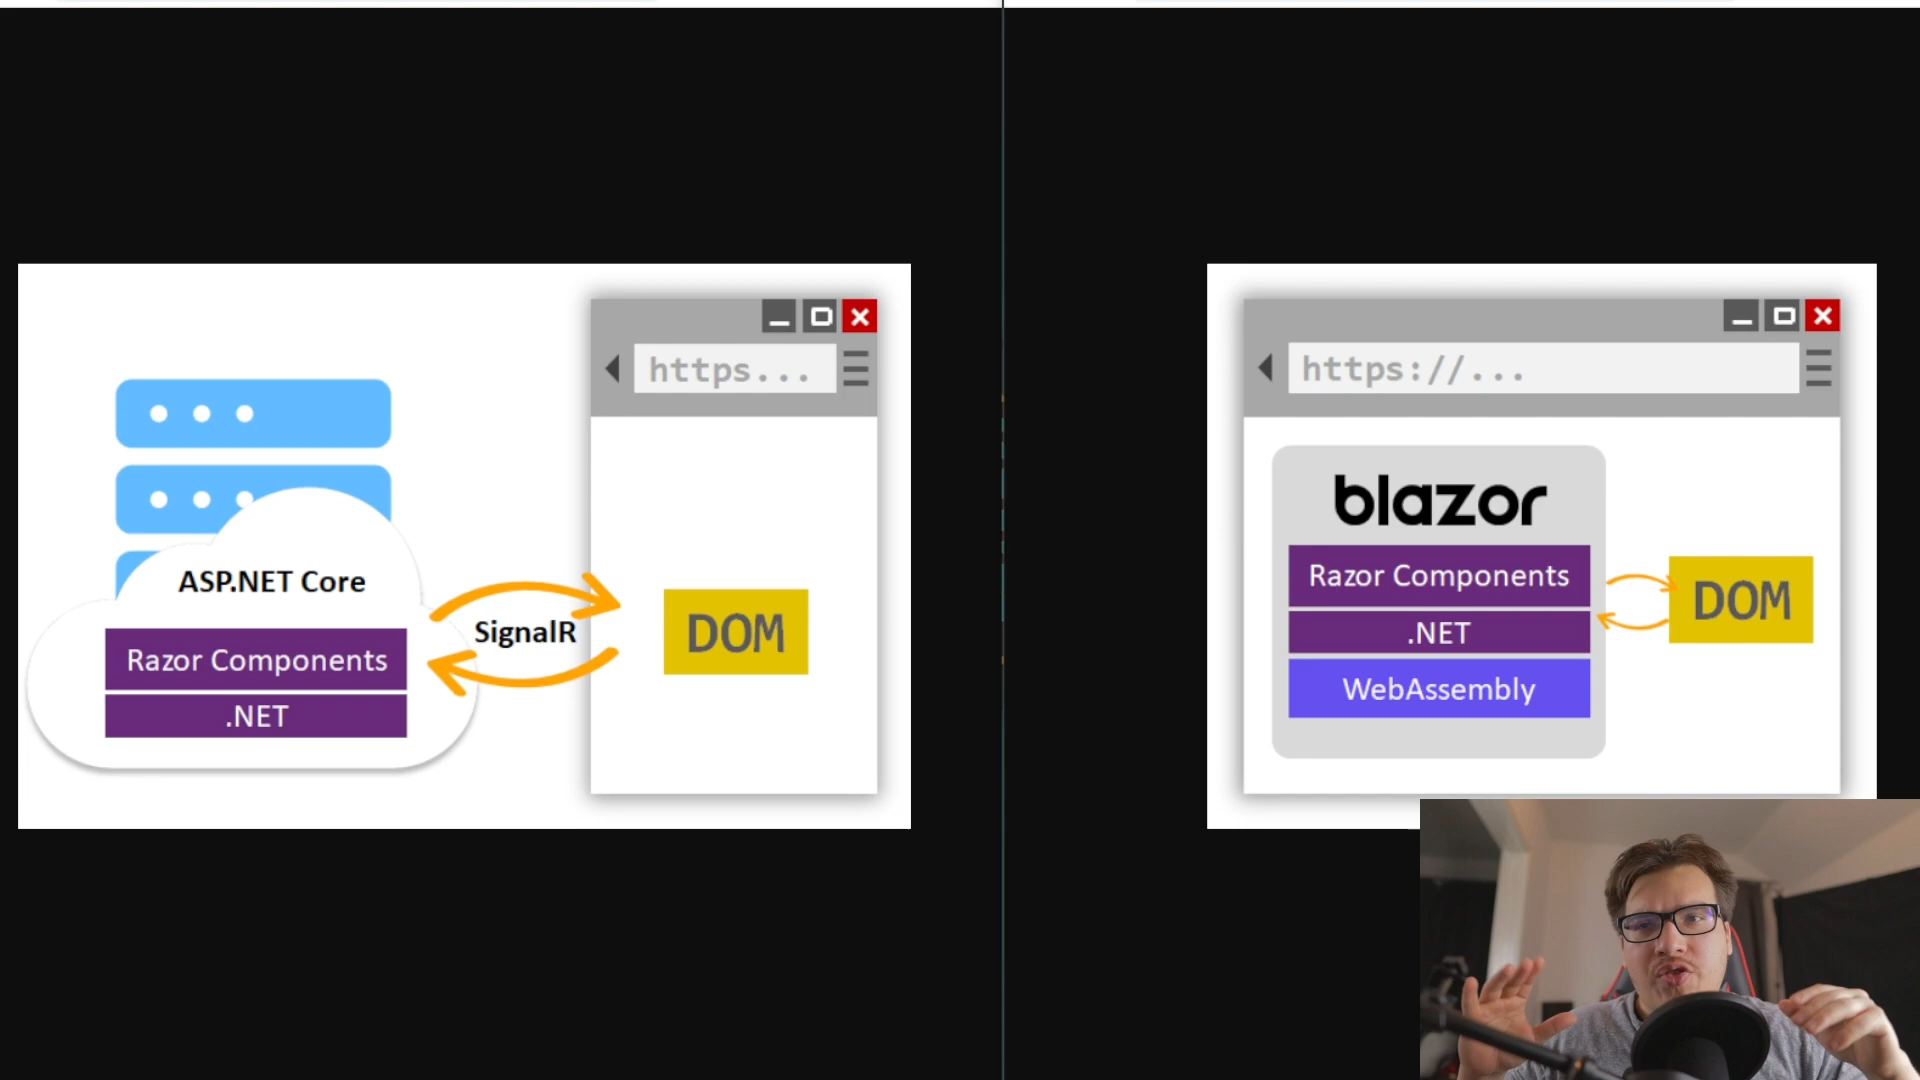 https...
ASP.NET Core
SignalR
DOM
Razor Components
.NET
https://...
blazor
Razor Components
.NET
WebAssembly
DOM